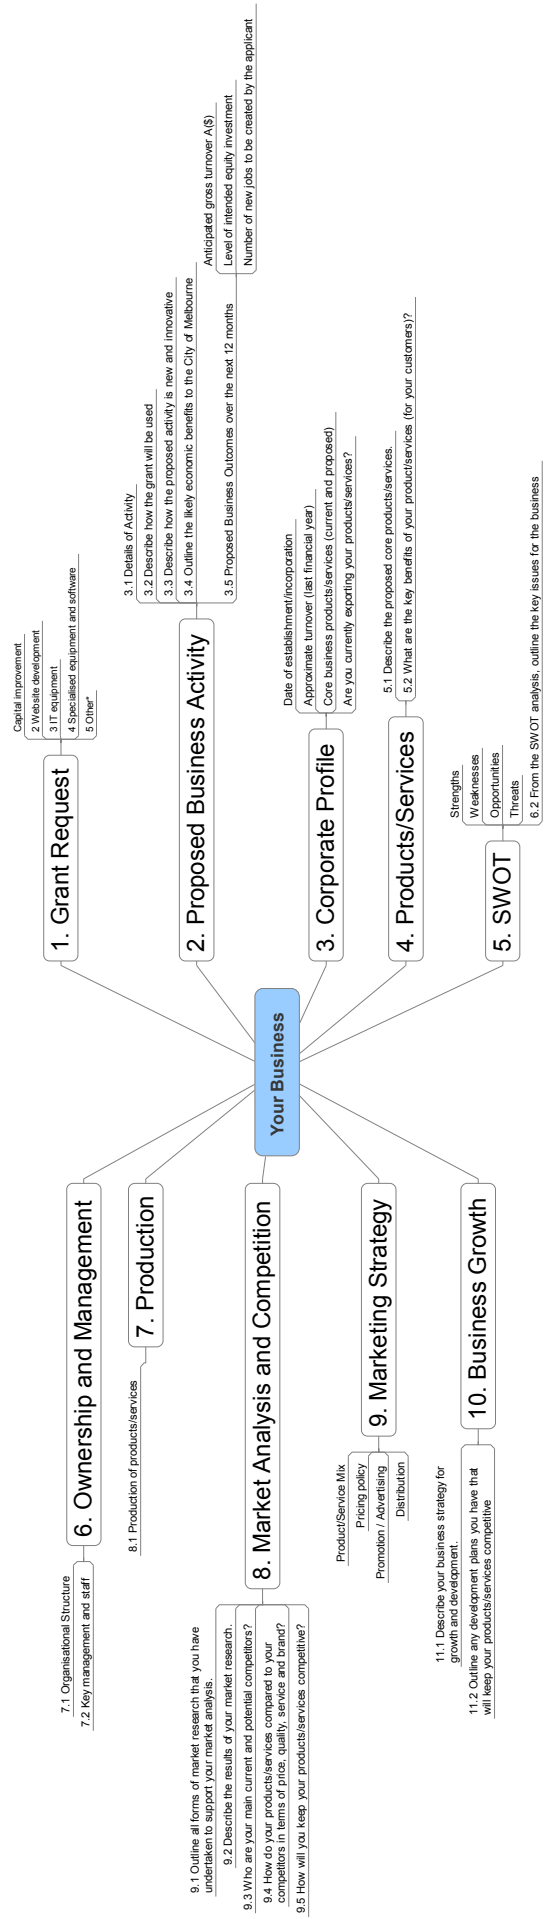 Your Business
1. Grant Request
Capital improvement
2 Website development
3 IT equipment
4 Specialised equipment and software
5 Other*
2. Proposed Business Activity
3.1 Details of Activity
3.2 Describe how the grant will be used
3.3 Describe how the proposed activity is new and innovative
3.4 Outline the likely economic benefits to the City of Melbourne
3.5 Proposed Business Outcomes over the next 12 months
Anticipated gross turnover A($)
Level of intended equity investment
Number of new jobs to be created by the applicant
3. Corporate Profile
Date of establishment/incorporation
Approximate turnover (last financial year)
Core business products/services (current and proposed)
Are you currently exporting your products/services?
4. Products/Services
5.1 Describe the proposed core products/services.
5.2 What are the key benefits of your product/services (for your customers)?
5. SWOT
Strengths
Weaknesses
Opportunities
Threats
6.2 From the SWOT analysis, outline the key issues for the business
6. Ownership and Management
7.1 Organisational Structure
7.2 Key management and staff
7. Production
8.1 Production of products/services
8. Market Analysis and Competition
9.1 Outline all forms of market research that you have
undertaken to support your market analysis.
9.2 Describe the results of your market research.
9.3 Who are your main current and potential competitors?
9.4 How do your products/services compared to your
competitors in terms of price, quality, service and brand?
9.5 How will you keep your products/services competitive?
9. Marketing Strategy
Product/Service Mix
Pricing policy
Promotion / Advertising
Distribution
10. Business Growth
11.1 Describe your business strategy for
growth and development.
11.2 Outline any development plans you have that
will keep your products/services competitive